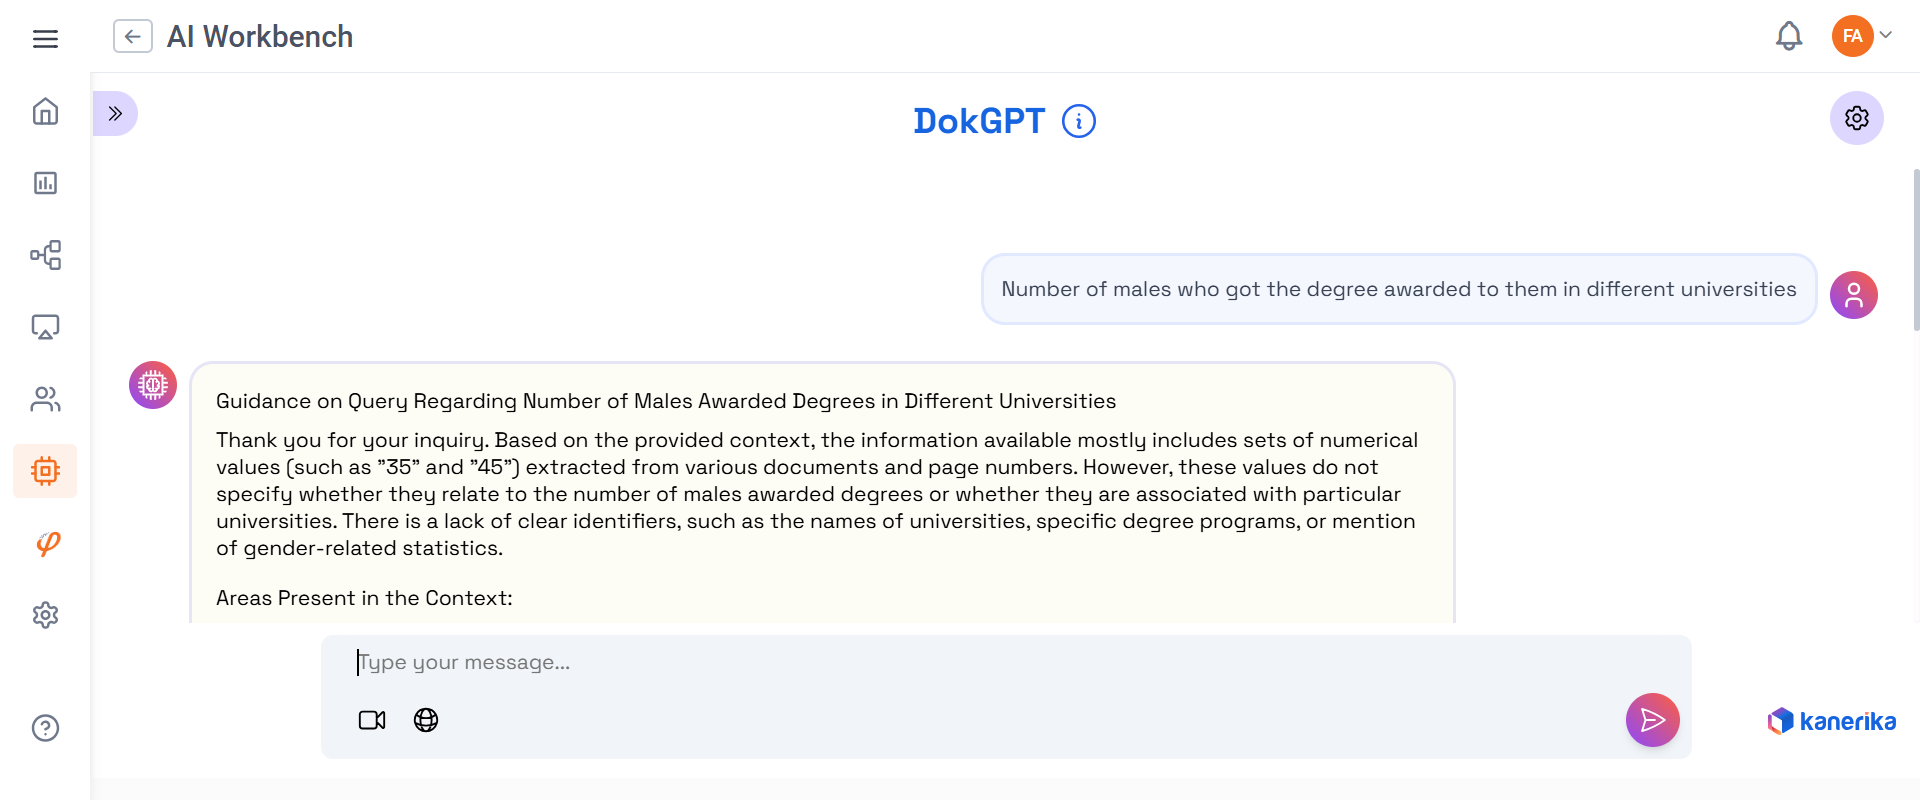 AI Workbench
FA
DokGPT
Number of males who got the degree awarded to them in different universities
Guidance on Query Regarding Number of Males Awarded Degrees in Different Universities
Thank you for your inquiry. Based on the provided context, the information available mostly includes sets of numerical
values (such as "35" and "45") extracted from various documents and page numbers. However, these values do not
specify whether they relate to the number of males awarded degrees or whether they are associated with particular
universities. There is a lack of clear identifiers, such as the names of universities, specific degree programs, or mention
of gender-related statistics.
Areas Present in the Context:
Type your message...
kanerika